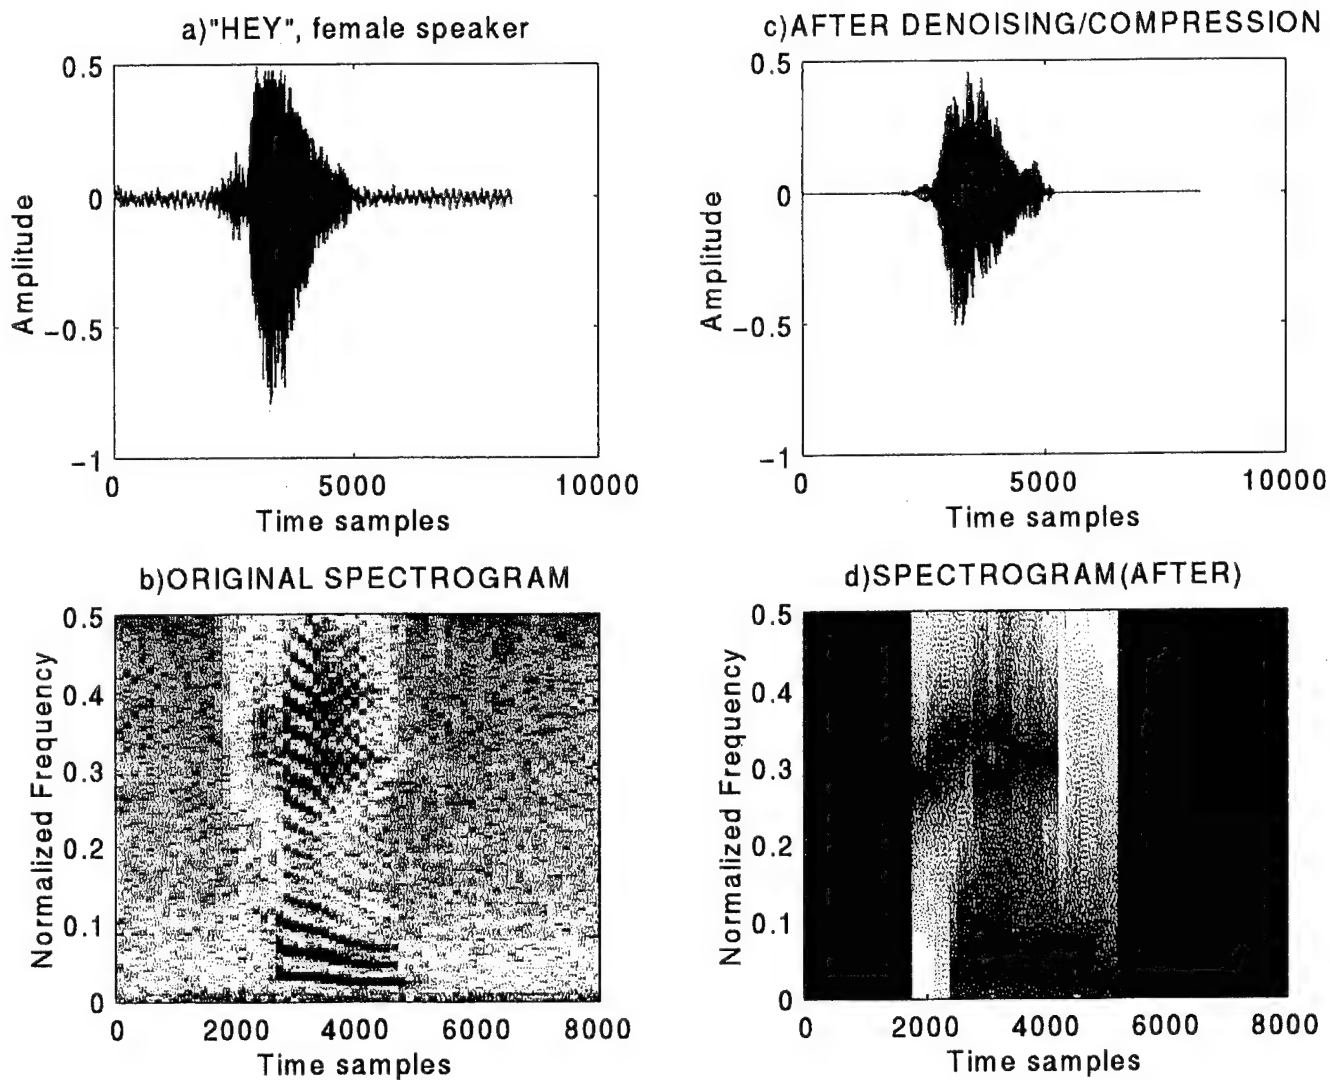 a)"HEY", female speaker
0.5
0
−0.5
−1
Amplitude
0 5000 10000
Time samples
c)AFTER DENOISING/COMPRESSION
0.5
0
−0.5
−1
Amplitude
0 5000 10000
Time samples
b)ORIGINAL SPECTROGRAM
0.5
0.4
0.3
0.2
0.1
0
Normalized Frequency
0 2000 4000 6000 8000
Time samples
d)SPECTROGRAM(AFTER)
0.5
0.4
0.3
0.2
0.1
0
Normalized Frequency
0 2000 4000 6000 8000
Time samples